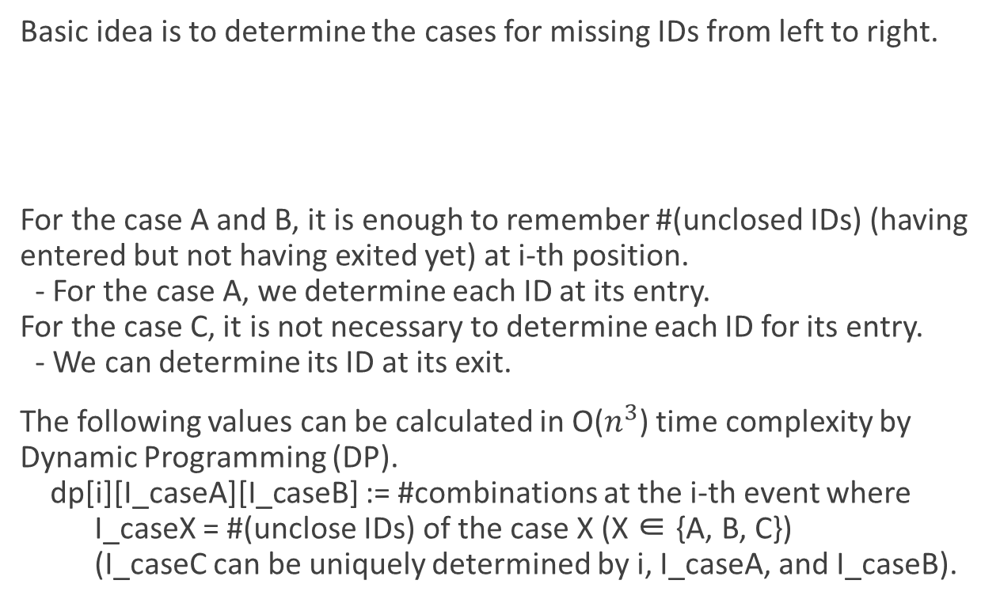 Basic idea is to determine the cases for missing IDs from left to right.
For the case A and B, it is enough to remember #(unclosed IDs) (having
entered but not having exited yet) at i-th position.
- For the case A, we determine each ID at its entry.
For the case C, it is not necessary to determine each ID for its entry.
- We can determine its ID at its exit.
The following values can be calculated in O(n³) time complexity by
Dynamic Programming (DP).
dp[i][I_caseA][I_caseB] := #combinations at the i-th event where
I_caseX = #(unclose IDs) of the case X (X ∈ {A, B, C})
(I_caseC can be uniquely determined by i, I_caseA, and I_caseB).